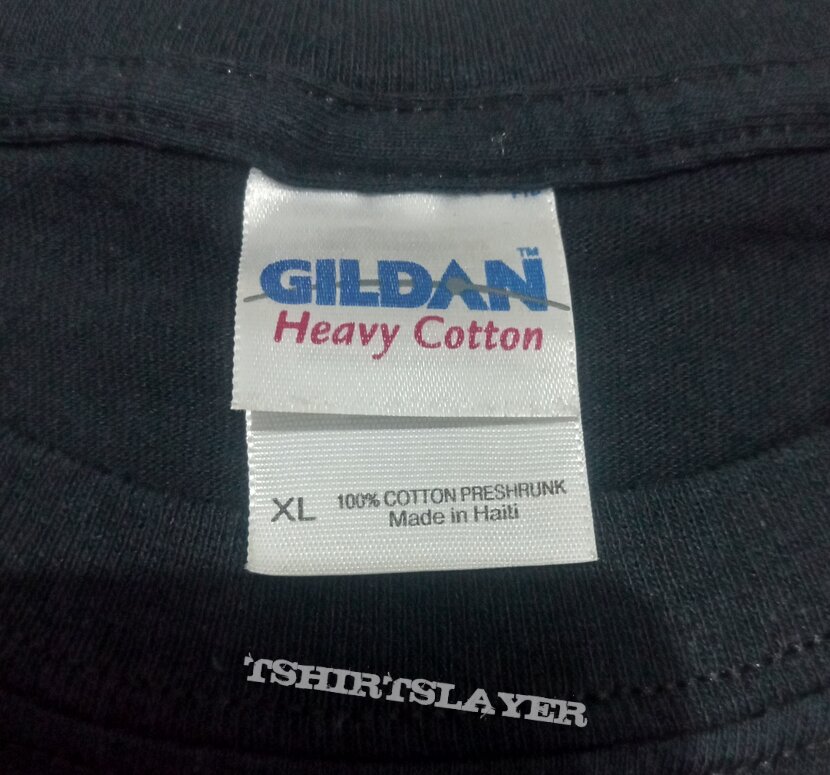 GILDAN™
Heavy Cotton
XL 100% COTTON PRESHRUNK
Made in Haiti
TSHIRTSLAYER